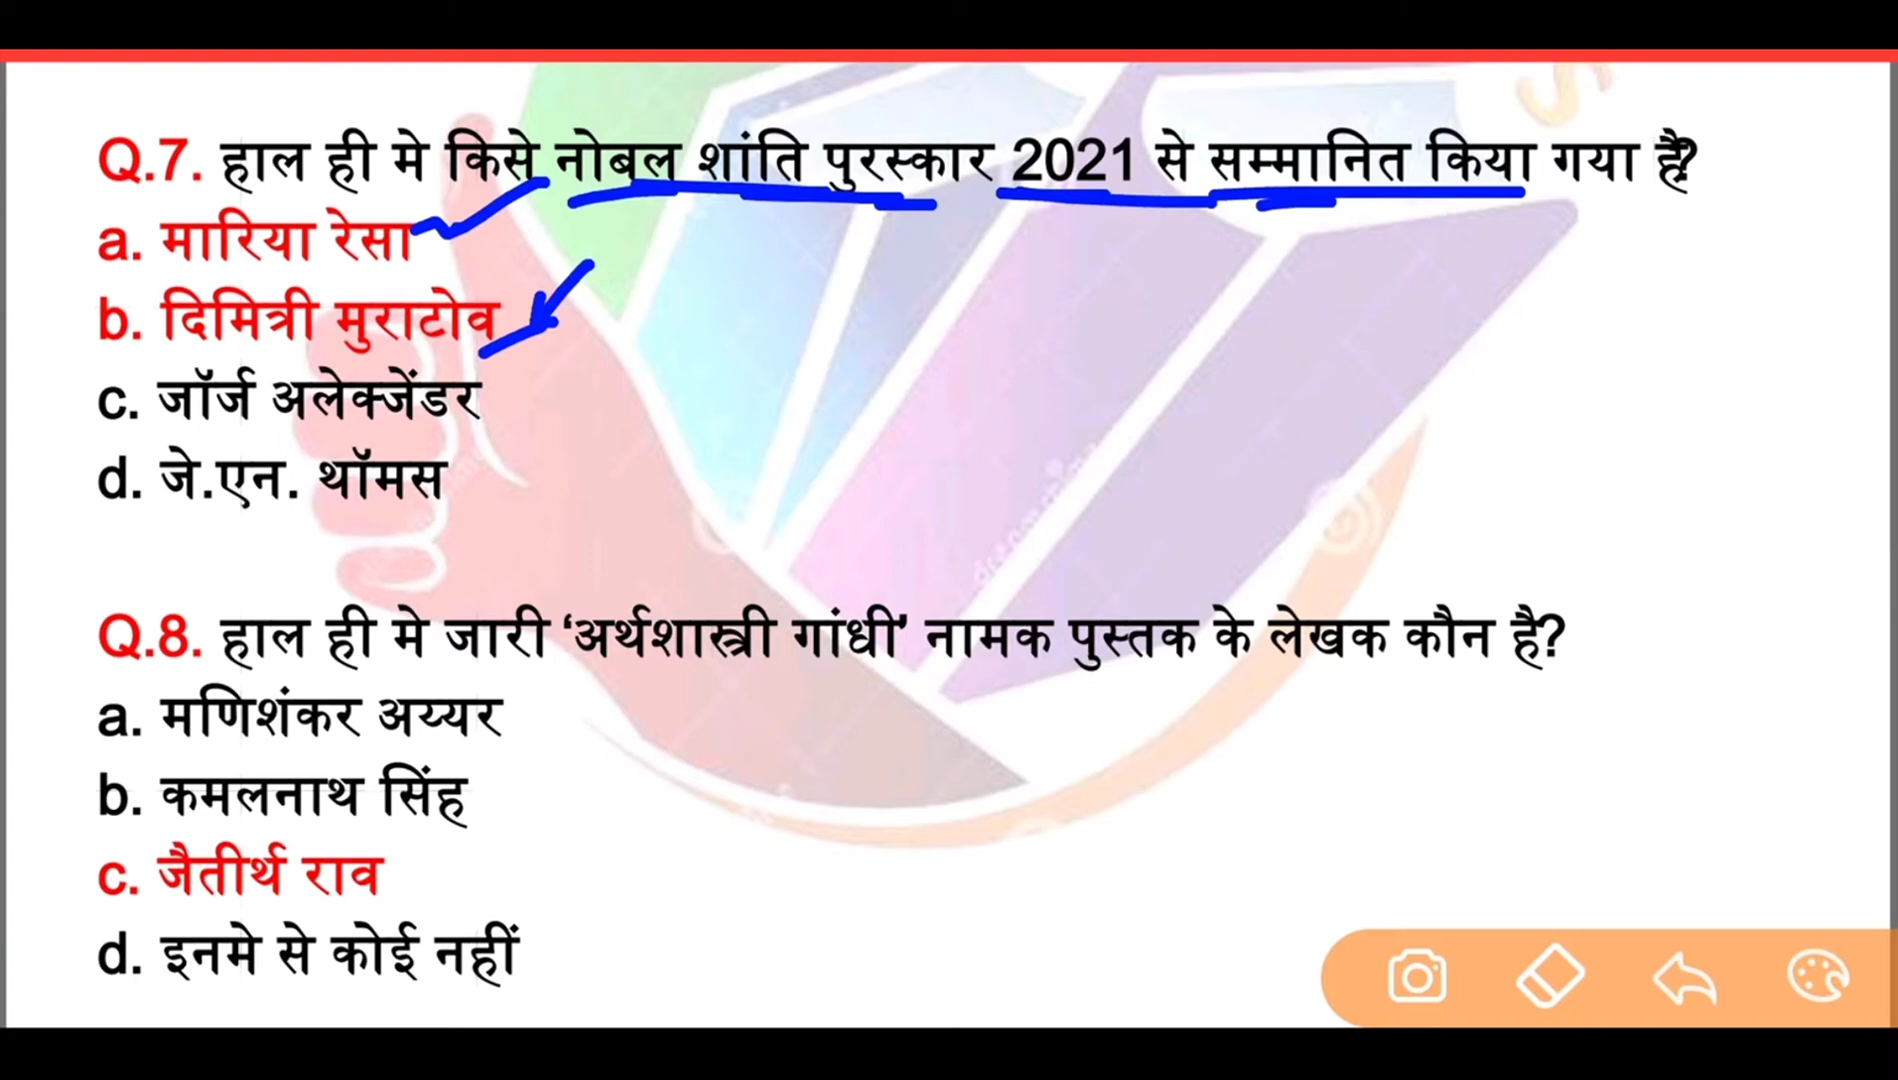 Q.7. हाल ही मे किसे नोबल शांति पुरस्कार 2021 से सम्मानित किया गया है?
a. मारिया रेसा
b. दिमित्री मुराटोव
c. जॉर्ज अलेक्जेंडर
d. जे.एन. थॉमस
Q.8. हाल ही मे जारी ‘अर्थशास्त्री गांधी’ नामक पुस्तक के लेखक कौन है?
a. मणिशंकर अय्यर
b. कमलनाथ सिंह
c. जैतीर्थ राव
d. इनमे से कोई नहीं